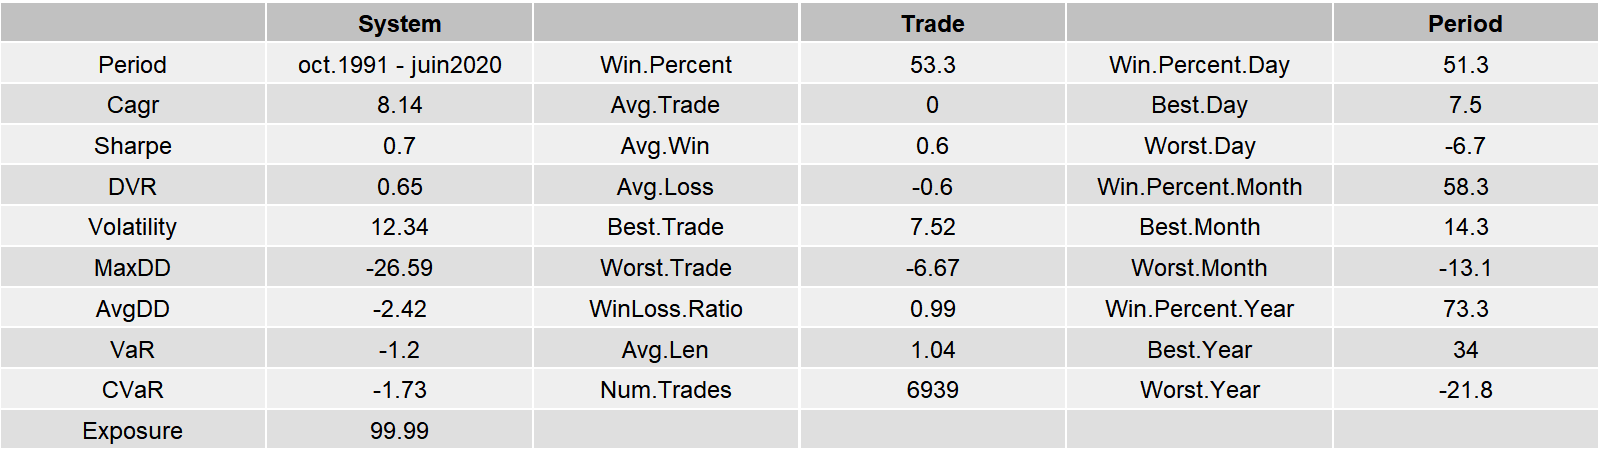 System Trade Period
Period oct.1991 - juin2020 Win.Percent 53.3 Win.Percent.Day 51.3
Cagr 8.14 Avg.Trade 0 Best.Day 7.5
Sharpe 0.7 Avg.Win 0.6 Worst.Day -6.7
DVR 0.65 Avg.Loss -0.6 Win.Percent.Month 58.3
Volatility 12.34 Best.Trade 7.52 Best.Month 14.3
MaxDD -26.59 Worst.Trade -6.67 Worst.Month -13.1
AvgDD -2.42 WinLoss.Ratio 0.99 Win.Percent.Year 73.3
VaR -1.2 Avg.Len 1.04 Best.Year 34
CVaR -1.73 Num.Trades 6939 Worst.Year -21.8
Exposure 99.99